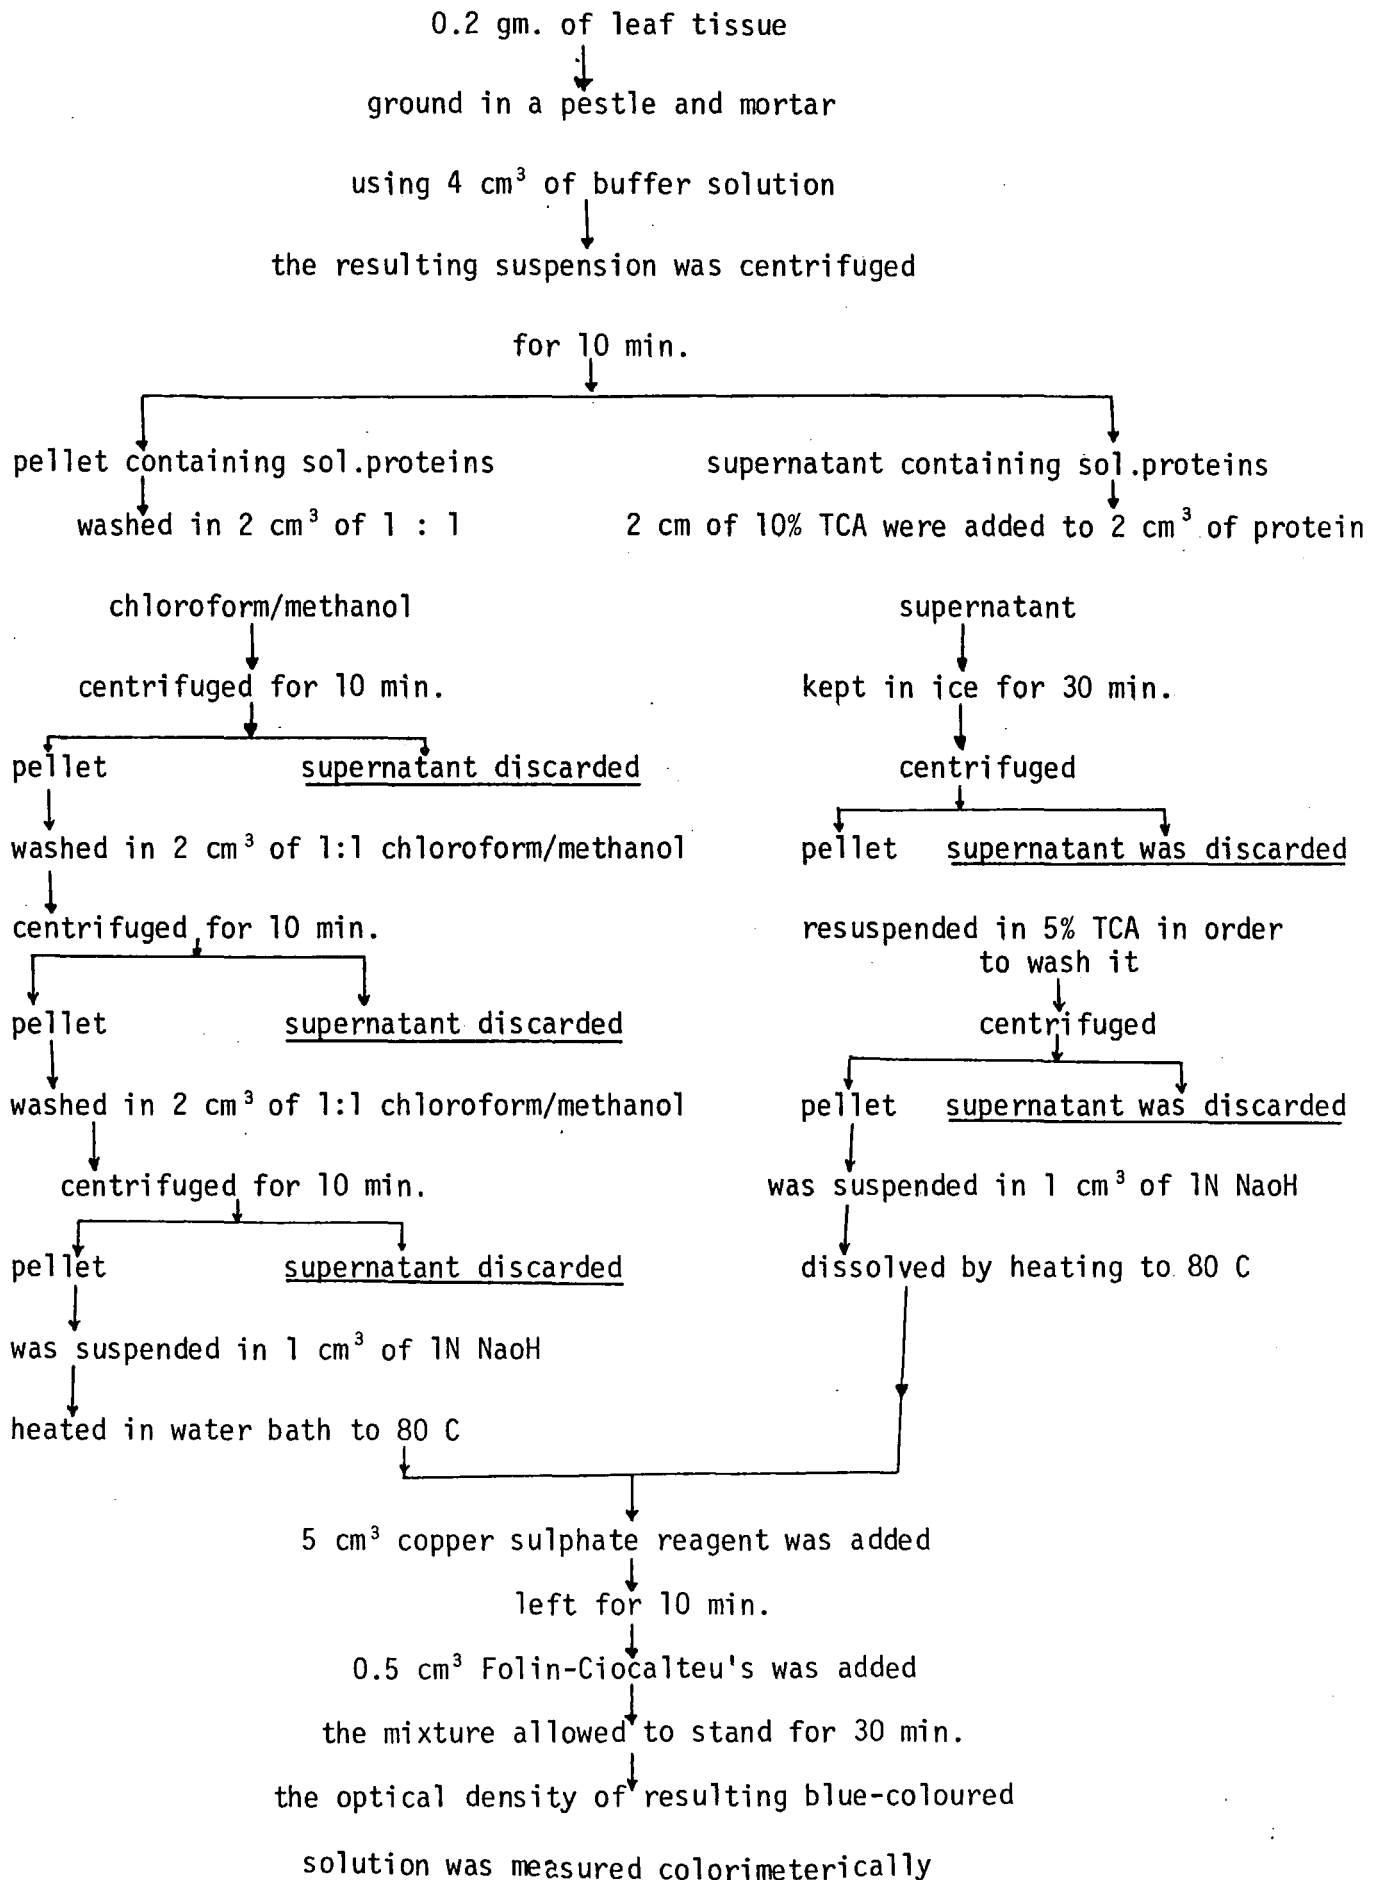 0.2 gm. of leaf tissue
ground in a pestle and mortar
using 4 cm³ of buffer solution
the resulting suspension was centrifuged
for 10 min.
pellet containing sol.proteins
washed in 2 cm³ of 1 : 1
chloroform/methanol
centrifuged for 10 min.
pellet
supernatant discarded
washed in 2 cm³ of 1:1 chloroform/methanol
centrifuged for 10 min.
pellet
supernatant discarded
washed in 2 cm³ of 1:1 chloroform/methanol
centrifuged for 10 min.
pellet
supernatant discarded
was suspended in 1 cm³ of 1N NaoH
heated in water bath to 80 C
supernatant containing sol.proteins
2 cm of 10% TCA were added to 2 cm³ of protein
supernatant
kept in ice for 30 min.
centrifuged
pellet
supernatant was discarded
resuspended in 5% TCA in order
to wash it
centrifuged
pellet
supernatant was discarded
was suspended in 1 cm³ of 1N NaoH
dissolved by heating to 80 C
5 cm³ copper sulphate reagent was added
left for 10 min.
0.5 cm³ Folin-Ciocalteu's was added
the mixture allowed to stand for 30 min.
the optical density of resulting blue-coloured
solution was measured colorimeterically